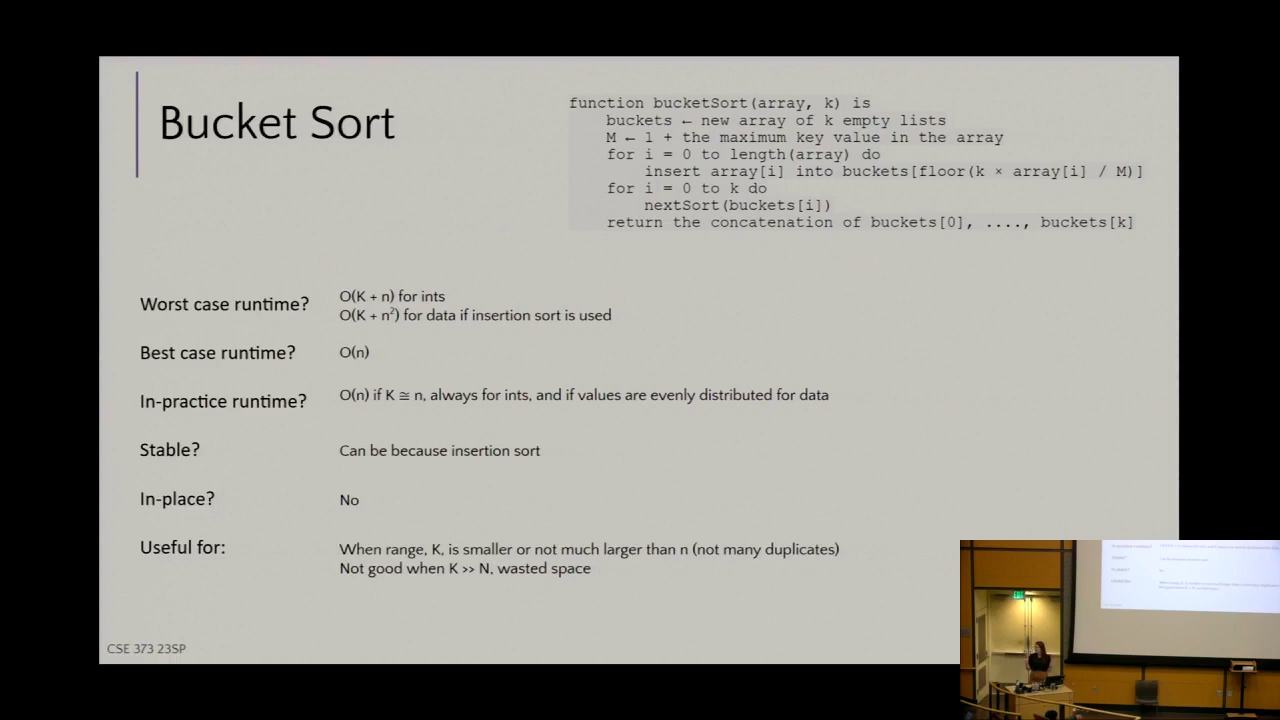 Bucket Sort
function bucketSort(array, k) is
buckets ← new array of k empty lists
M ← 1 + the maximum key value in the array
for i = 0 to length(array) do
insert array[i] into buckets[floor(k × array[i] / M)]
for i = 0 to k do
nextSort(buckets[i])
return the concatenation of buckets[0], ...., buckets[k]
Worst case runtime?
O(K + n) for ints
O(K + n²) for data if insertion sort is used
Best case runtime?
O(n)
In-practice runtime?
O(n) if K ≅ n, always for ints, and if values are evenly distributed for data
Stable?
Can be because insertion sort
In-place?
No
Useful for:
When range, K, is smaller or not much larger than n (not many duplicates)
Not good when K >> N, wasted space
CSE 373 23SP